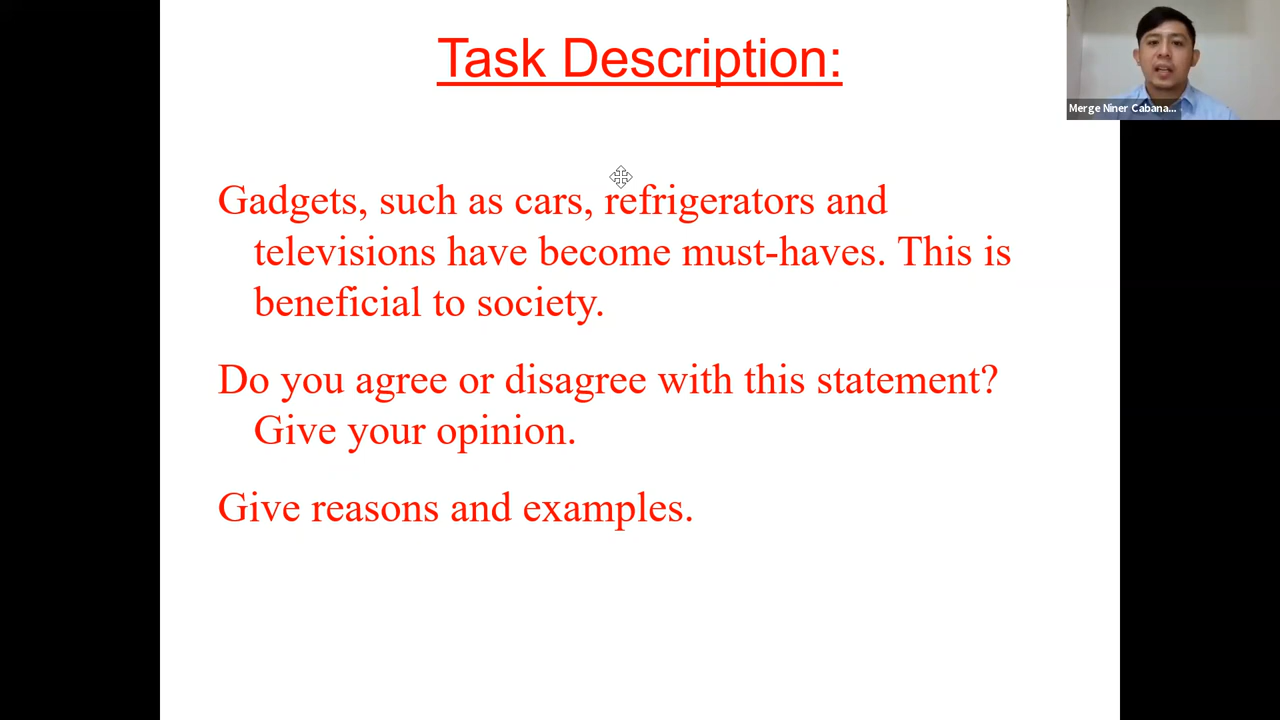 Task Description:
Merge Niner Cabana...
Gadgets, such as cars, refrigerators and
televisions have become must-haves. This is
beneficial to society.
Do you agree or disagree with this statement?
Give your opinion.
Give reasons and examples.